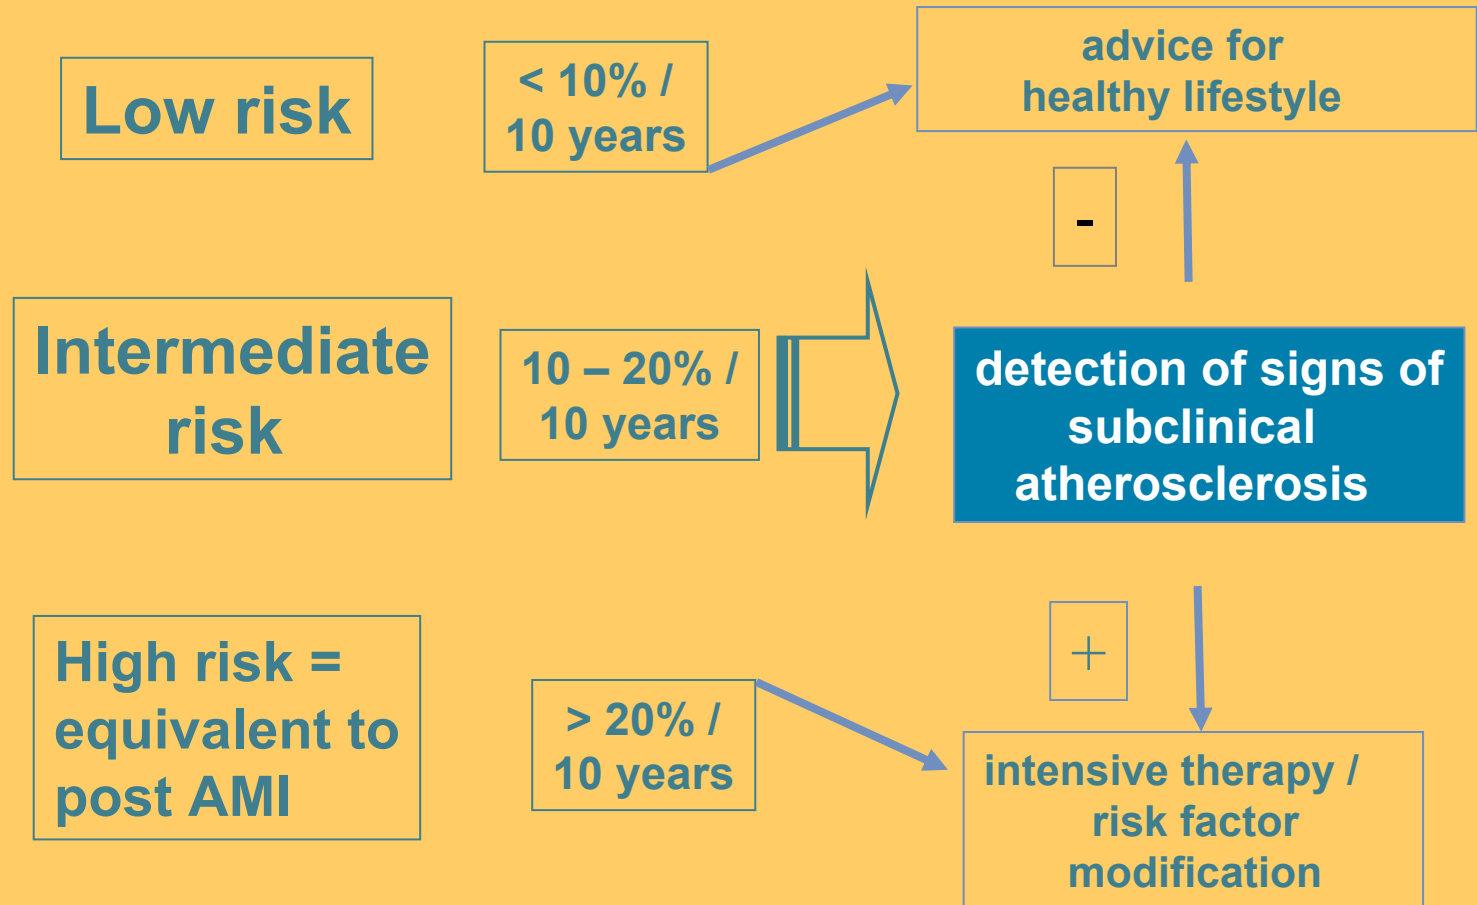 Low risk
< 10% /
10 years
advice for
healthy lifestyle
-
Intermediate
risk
10 – 20% /
10 years
detection of signs of
subclinical
atherosclerosis
High risk =
equivalent to
post AMI
> 20% /
10 years
+
intensive therapy /
risk factor
modification